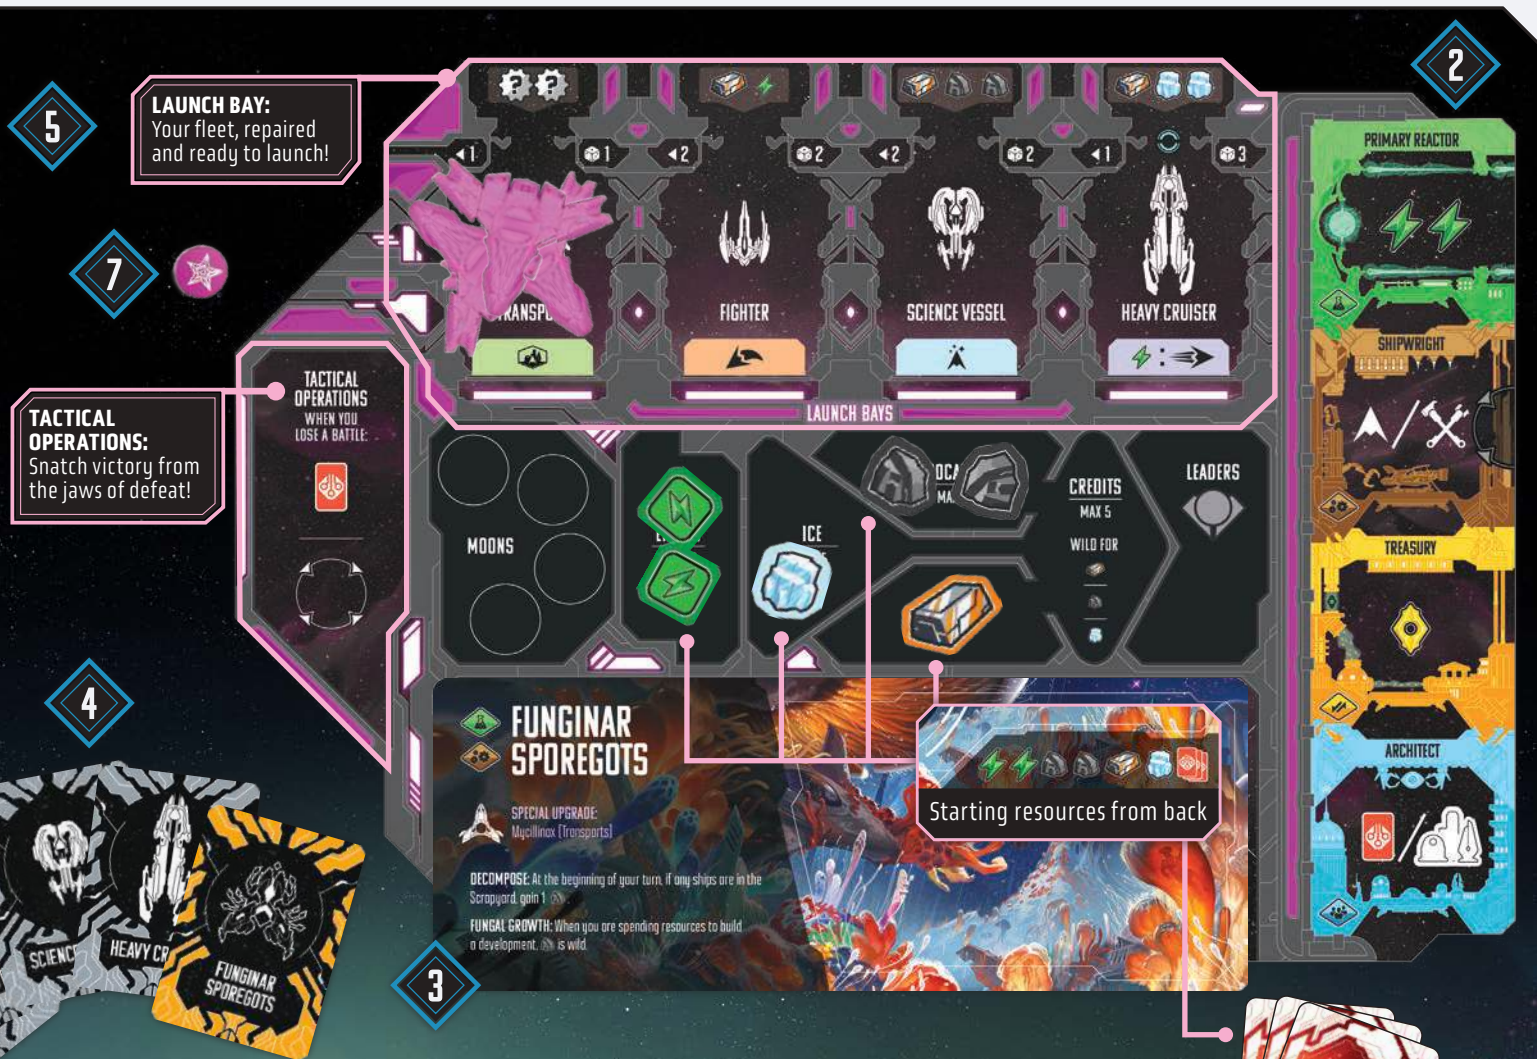 2
5
LAUNCH BAY:
Your fleet, repaired
and ready to launch!
? ?
1
1
2
2
2
2
1
3
7
FIGHTER
SCIENCE VESSEL
HEAVY CRUISER
LAUNCH BAYS
PRIMARY REACTOR
SHIPWRIGHT
TREASURY
ARCHITECT
TACTICAL
OPERATIONS:
Snatch victory from
the jaws of defeat!
TACTICAL
OPERATIONS
WHEN YOU
LOSE A BATTLE:
MOONS
ICE
CREDITS
MAX 5
WILD FOR
LEADERS
4
SCIENC
HEAVY CR
FUNGINAR
SPOREGOTS
3
FUNGINAR
SPOREGOTS
SPECIAL UPGRADE:
Mycillinox [Transports]
DECOMPOSE: At the beginning of your turn, if any ships are in the
Scrapyard, gain 1 .
FUNGAL GROWTH: When you are spending resources to build
a development, is wild.
Starting resources from back